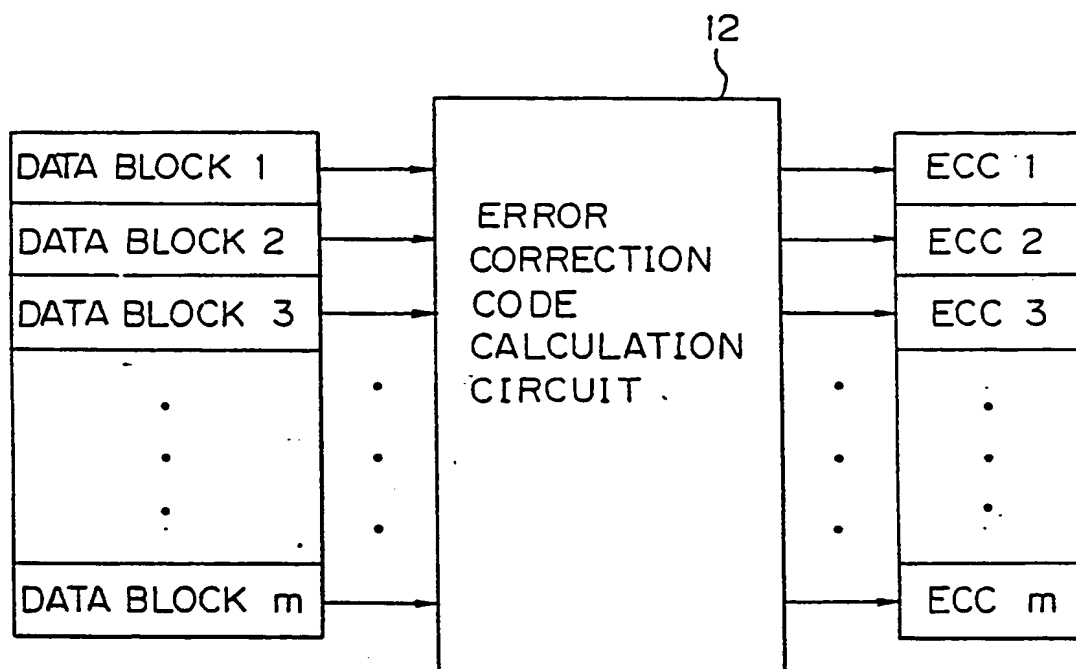 12
DATA BLOCK 1
DATA BLOCK 2
DATA BLOCK 3
DATA BLOCK m
ERROR
CORRECTION
CODE
CALCULATION
CIRCUIT
ECC 1
ECC 2
ECC 3
ECC m